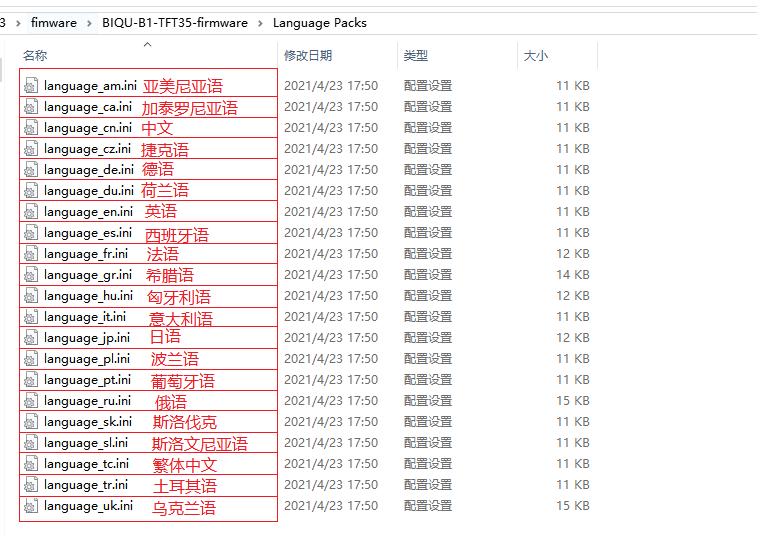 3 › fimware › BIQU-B1-TFT35-firmware › Language Packs
名称 修改日期 类型 大小
language_am.ini 亚美尼亚语 2021/4/23 17:50 配置设置 11 KB
language_ca.ini 加泰罗尼亚语 2021/4/23 17:50 配置设置 11 KB
language_cn.ini 中文 2021/4/23 17:50 配置设置 11 KB
language_cz.ini 捷克语 2021/4/23 17:50 配置设置 11 KB
language_de.ini 德语 2021/4/23 17:50 配置设置 11 KB
language_du.ini 荷兰语 2021/4/23 17:50 配置设置 11 KB
language_en.ini 英语 2021/4/23 17:50 配置设置 11 KB
language_es.ini 西班牙语 2021/4/23 17:50 配置设置 11 KB
language_fr.ini 法语 2021/4/23 17:50 配置设置 12 KB
language_gr.ini 希腊语 2021/4/23 17:50 配置设置 14 KB
language_hu.ini 匈牙利语 2021/4/23 17:50 配置设置 12 KB
language_it.ini 意大利语 2021/4/23 17:50 配置设置 11 KB
language_jp.ini 日语 2021/4/23 17:50 配置设置 12 KB
language_pl.ini 波兰语 2021/4/23 17:50 配置设置 11 KB
language_pt.ini 葡萄牙语 2021/4/23 17:50 配置设置 11 KB
language_ru.ini 俄语 2021/4/23 17:50 配置设置 15 KB
language_sk.ini 斯洛伐克 2021/4/23 17:50 配置设置 11 KB
language_sl.ini 斯洛文尼亚语 2021/4/23 17:50 配置设置 11 KB
language_tc.ini 繁体中文 2021/4/23 17:50 配置设置 11 KB
language_tr.ini 土耳其语 2021/4/23 17:50 配置设置 11 KB
language_uk.ini 乌克兰语 2021/4/23 17:50 配置设置 15 KB